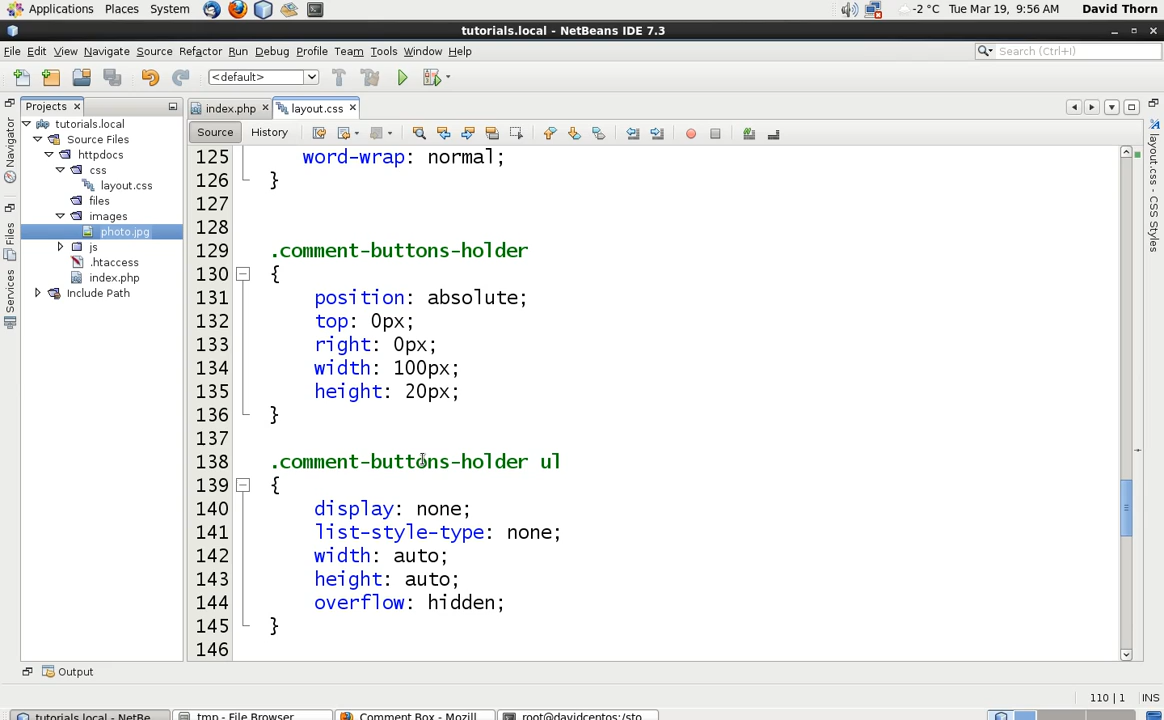 Applications Places System -2 °C Tue Mar 19, 9:56 AM David Thorn
tutorials.local - NetBeans IDE 7.3
File Edit View Navigate Source Refactor Run Debug Profile Team Tools Window Help Search (Ctrl+I)
<default>
Projects index.php layout.css
Source History
Navigator
Files
Services
layout.css - CSS Styles
tutorials.local
Source Files
httpdocs
css
layout.css
files
images
photo.jpg
js
.htaccess
index.php
Include Path
125 word-wrap: normal;
126 }
127
128
129 .comment-buttons-holder
130 {
131 position: absolute;
132 top: 0px;
133 right: 0px;
134 width: 100px;
135 height: 20px;
136 }
137
138 .comment-buttons-holder ul
139 {
140 display: none;
141 list-style-type: none;
142 width: auto;
143 height: auto;
144 overflow: hidden;
145 }
146
Output
110 | 1 INS
tutorials.local - NetBe... tmp - File Browser Comment Box - Mozill... root@davidcentos:/sto...